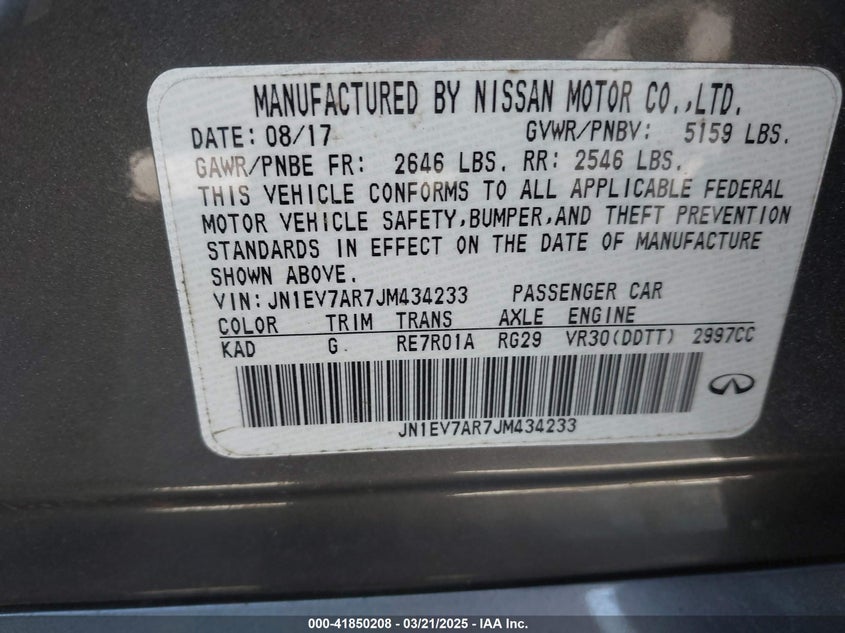 MANUFACTURED BY NISSAN MOTOR CO.,LTD.
DATE: 08/17 GVWR/PNBV: 5159 LBS.
GAWR/PNBE FR: 2646 LBS. RR: 2546 LBS.
THIS VEHICLE CONFORMS TO ALL APPLICABLE FEDERAL
MOTOR VEHICLE SAFETY,BUMPER,AND THEFT PREVENTION
STANDARDS IN EFFECT ON THE DATE OF MANUFACTURE
SHOWN ABOVE.
VIN:JN1EV7AR7JM434233 PASSENGER CAR
COLOR TRIM TRANS AXLE ENGINE
KAD G RE7R01A RG29 VR30(DDTT) 2997CC
JN1EV7AR7JM434233
000-41850208 - 03/21/2025 - IAA Inc.